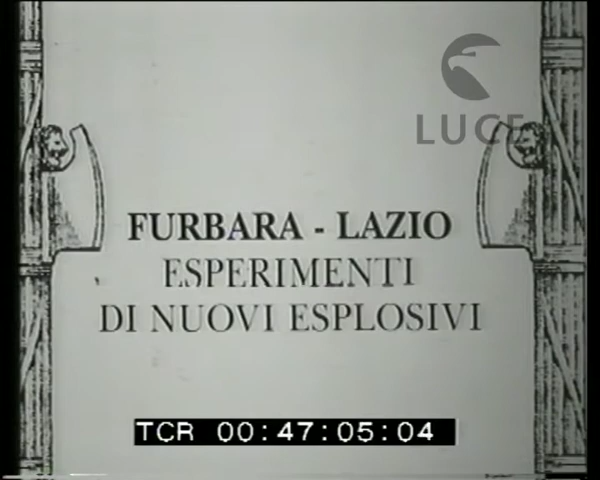 LUCE
FURBARA - LAZIO
ESPERIMENTI
DI NUOVI ESPLOSIVI
TCR 00:47:05:04